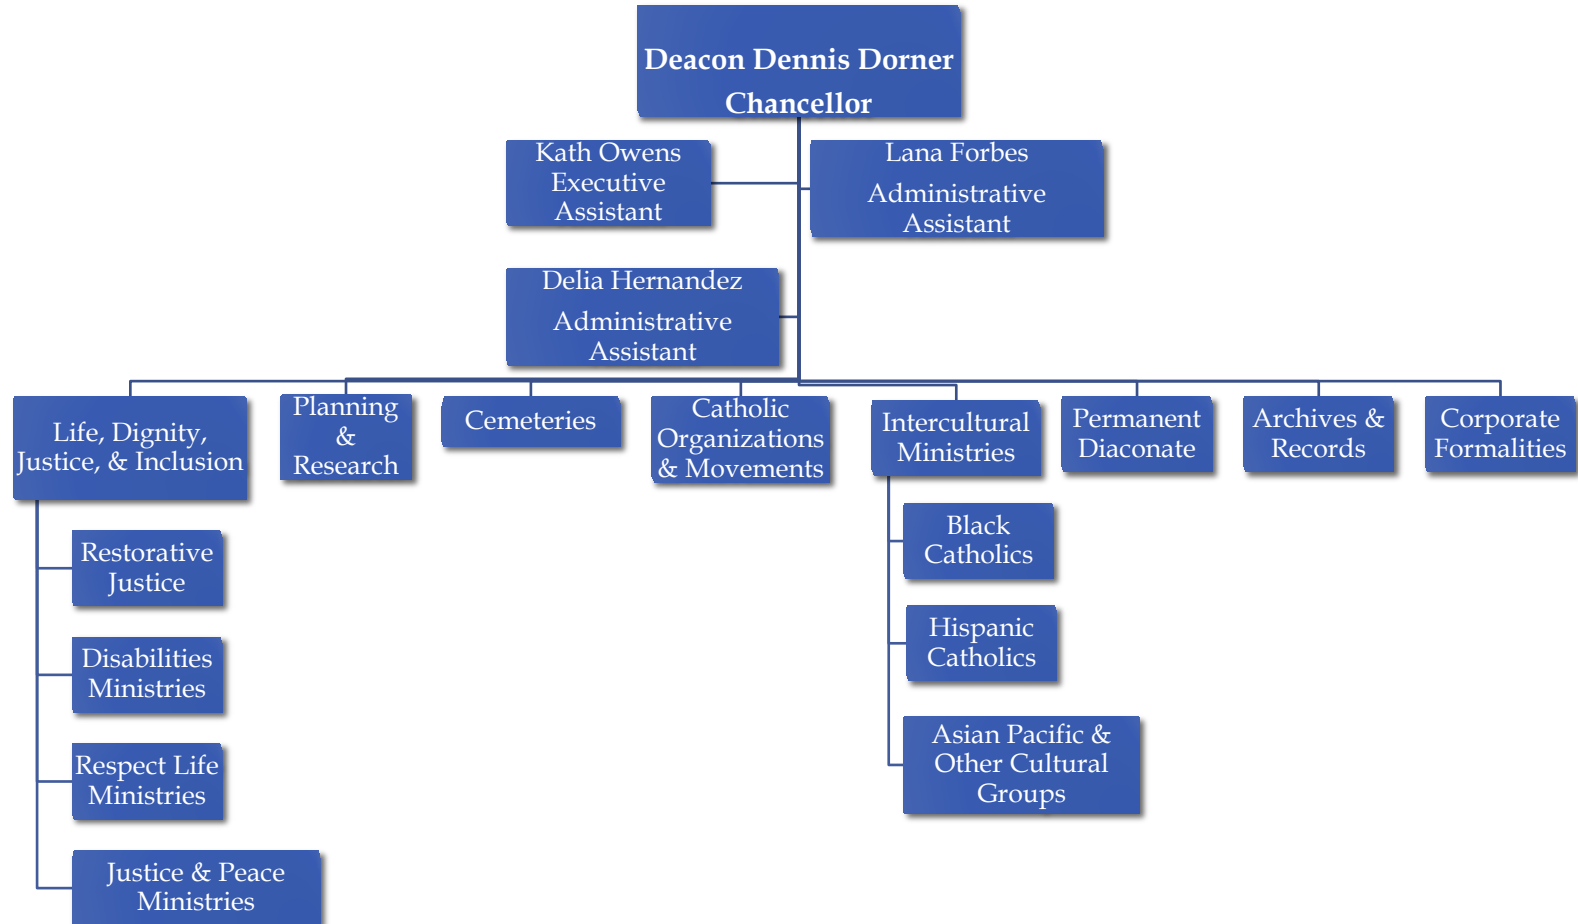 Deacon Dennis Dorner
Chancellor
Kath Owens
Executive
Assistant
Lana Forbes
Administrative
Assistant
Delia Hernandez
Administrative
Assistant
Life, Dignity,
Justice, & Inclusion
Planning
&
Research
Cemeteries
Catholic
Organizations
& Movements
Intercultural
Ministries
Permanent
Diaconate
Archives &
Records
Corporate
Formalities
Restorative
Justice
Disabilities
Ministries
Respect Life
Ministries
Justice & Peace
Ministries
Black
Catholics
Hispanic
Catholics
Asian Pacific &
Other Cultural
Groups